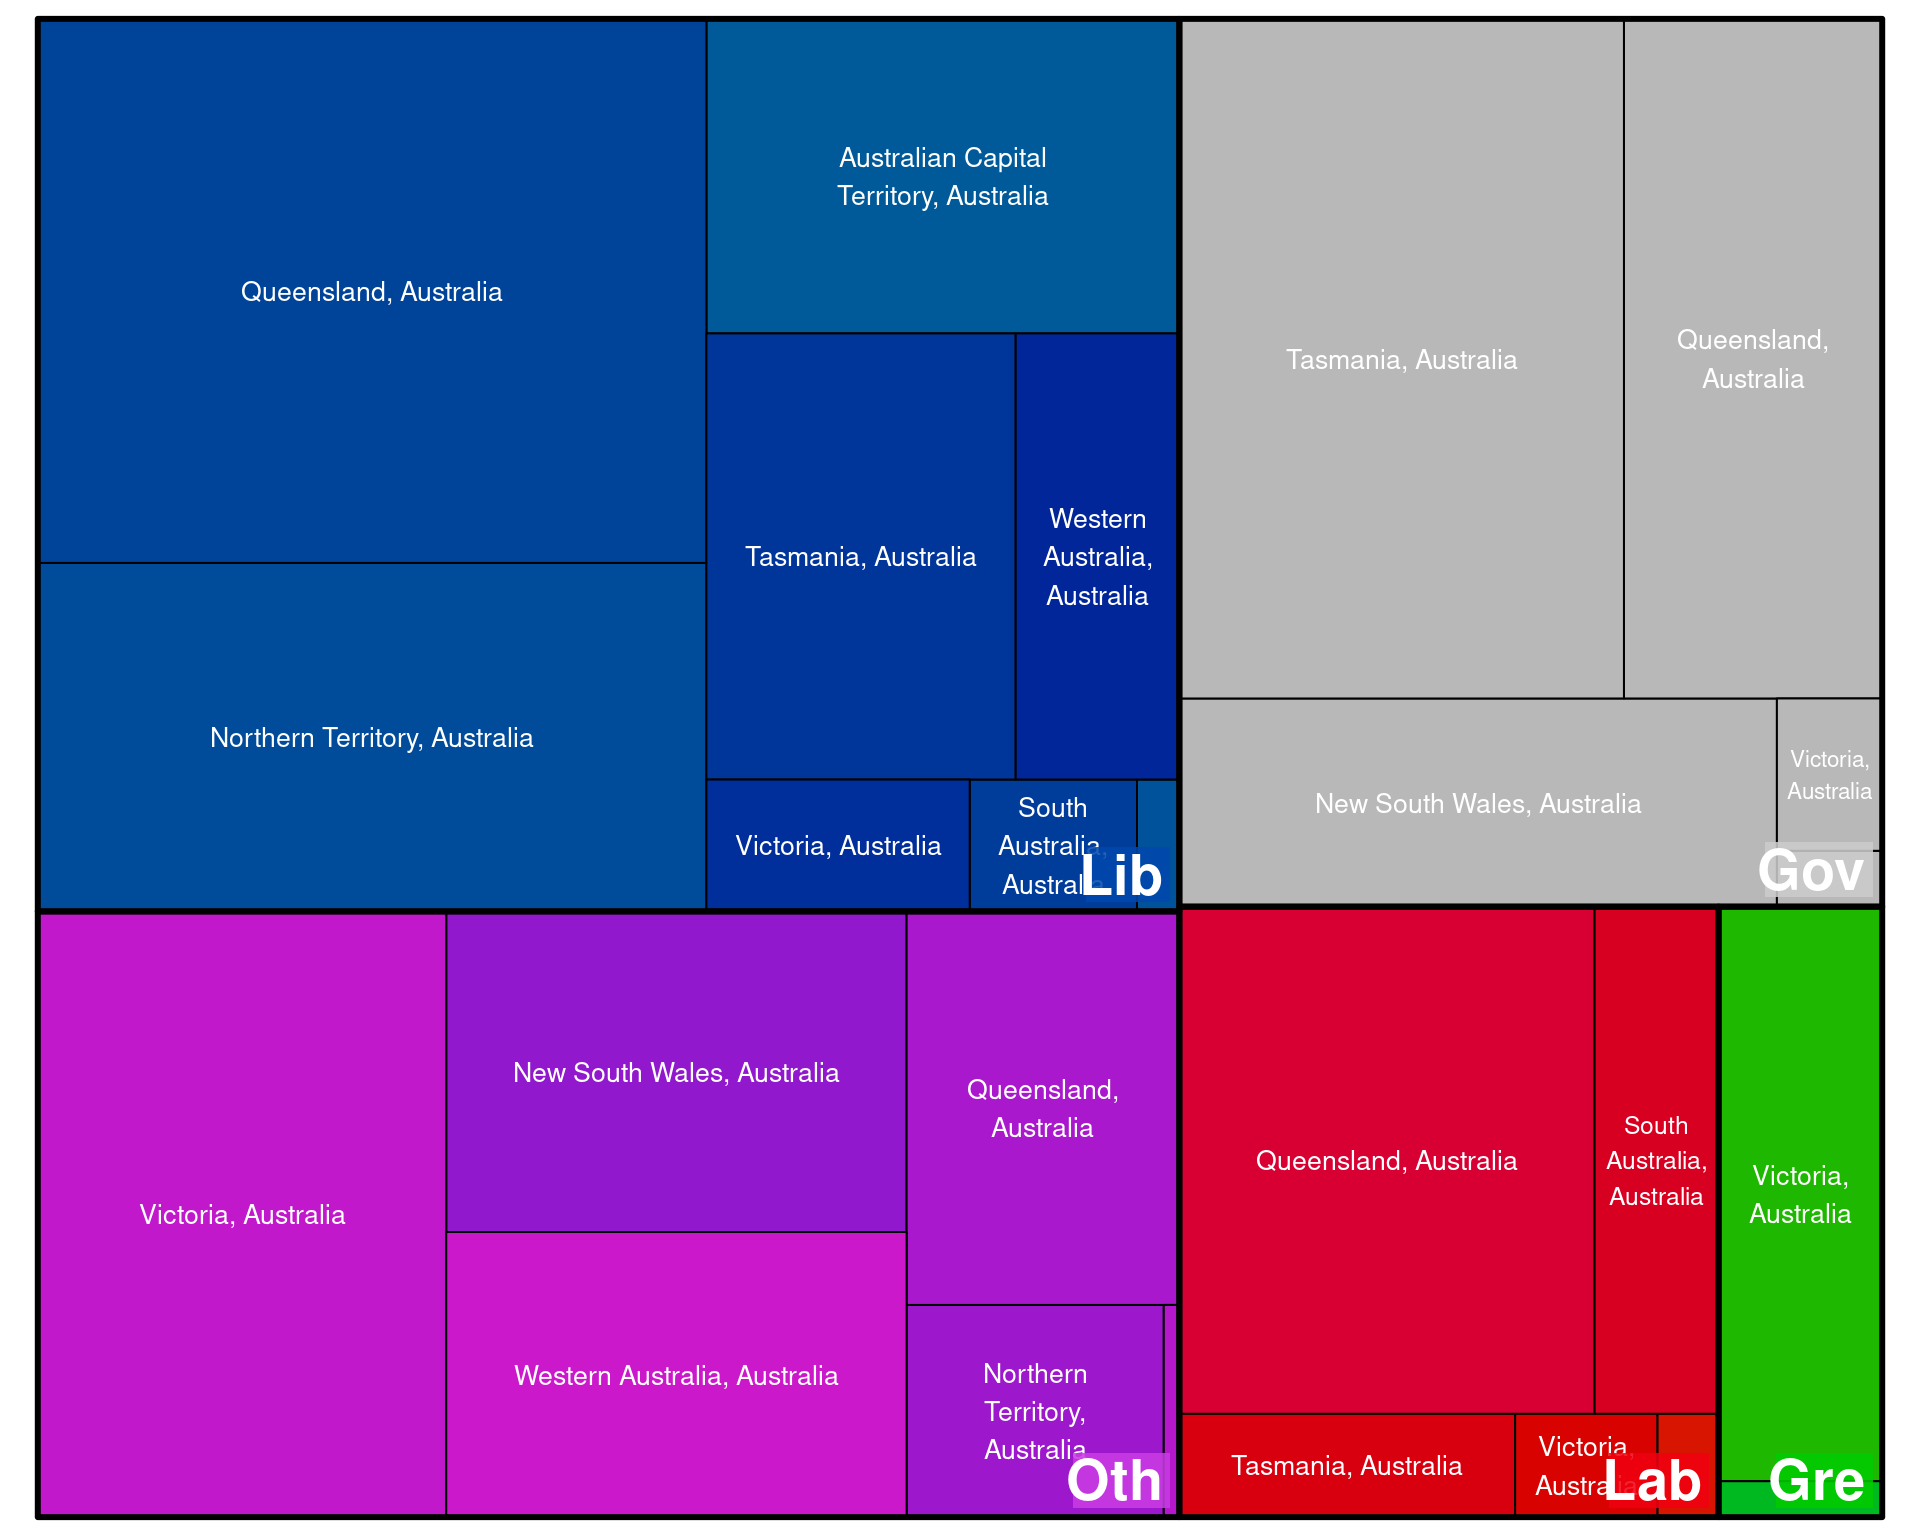 Queensland, Australia
Australian Capital
Territory, Australia
Northern Territory, Australia
Tasmania, Australia
Western
Australia,
Australia
Victoria, Australia
South
Australia,
Australia
Lib
Tasmania, Australia
Queensland,
Australia
New South Wales, Australia
Victoria,
Australia
Gov
Victoria, Australia
New South Wales, Australia
Western Australia, Australia
Queensland,
Australia
Northern
Territory,
Australia
Oth
Queensland, Australia
South
Australia,
Australia
Tasmania, Australia
Victoria,
Australia
Lab
Victoria,
Australia
Gre